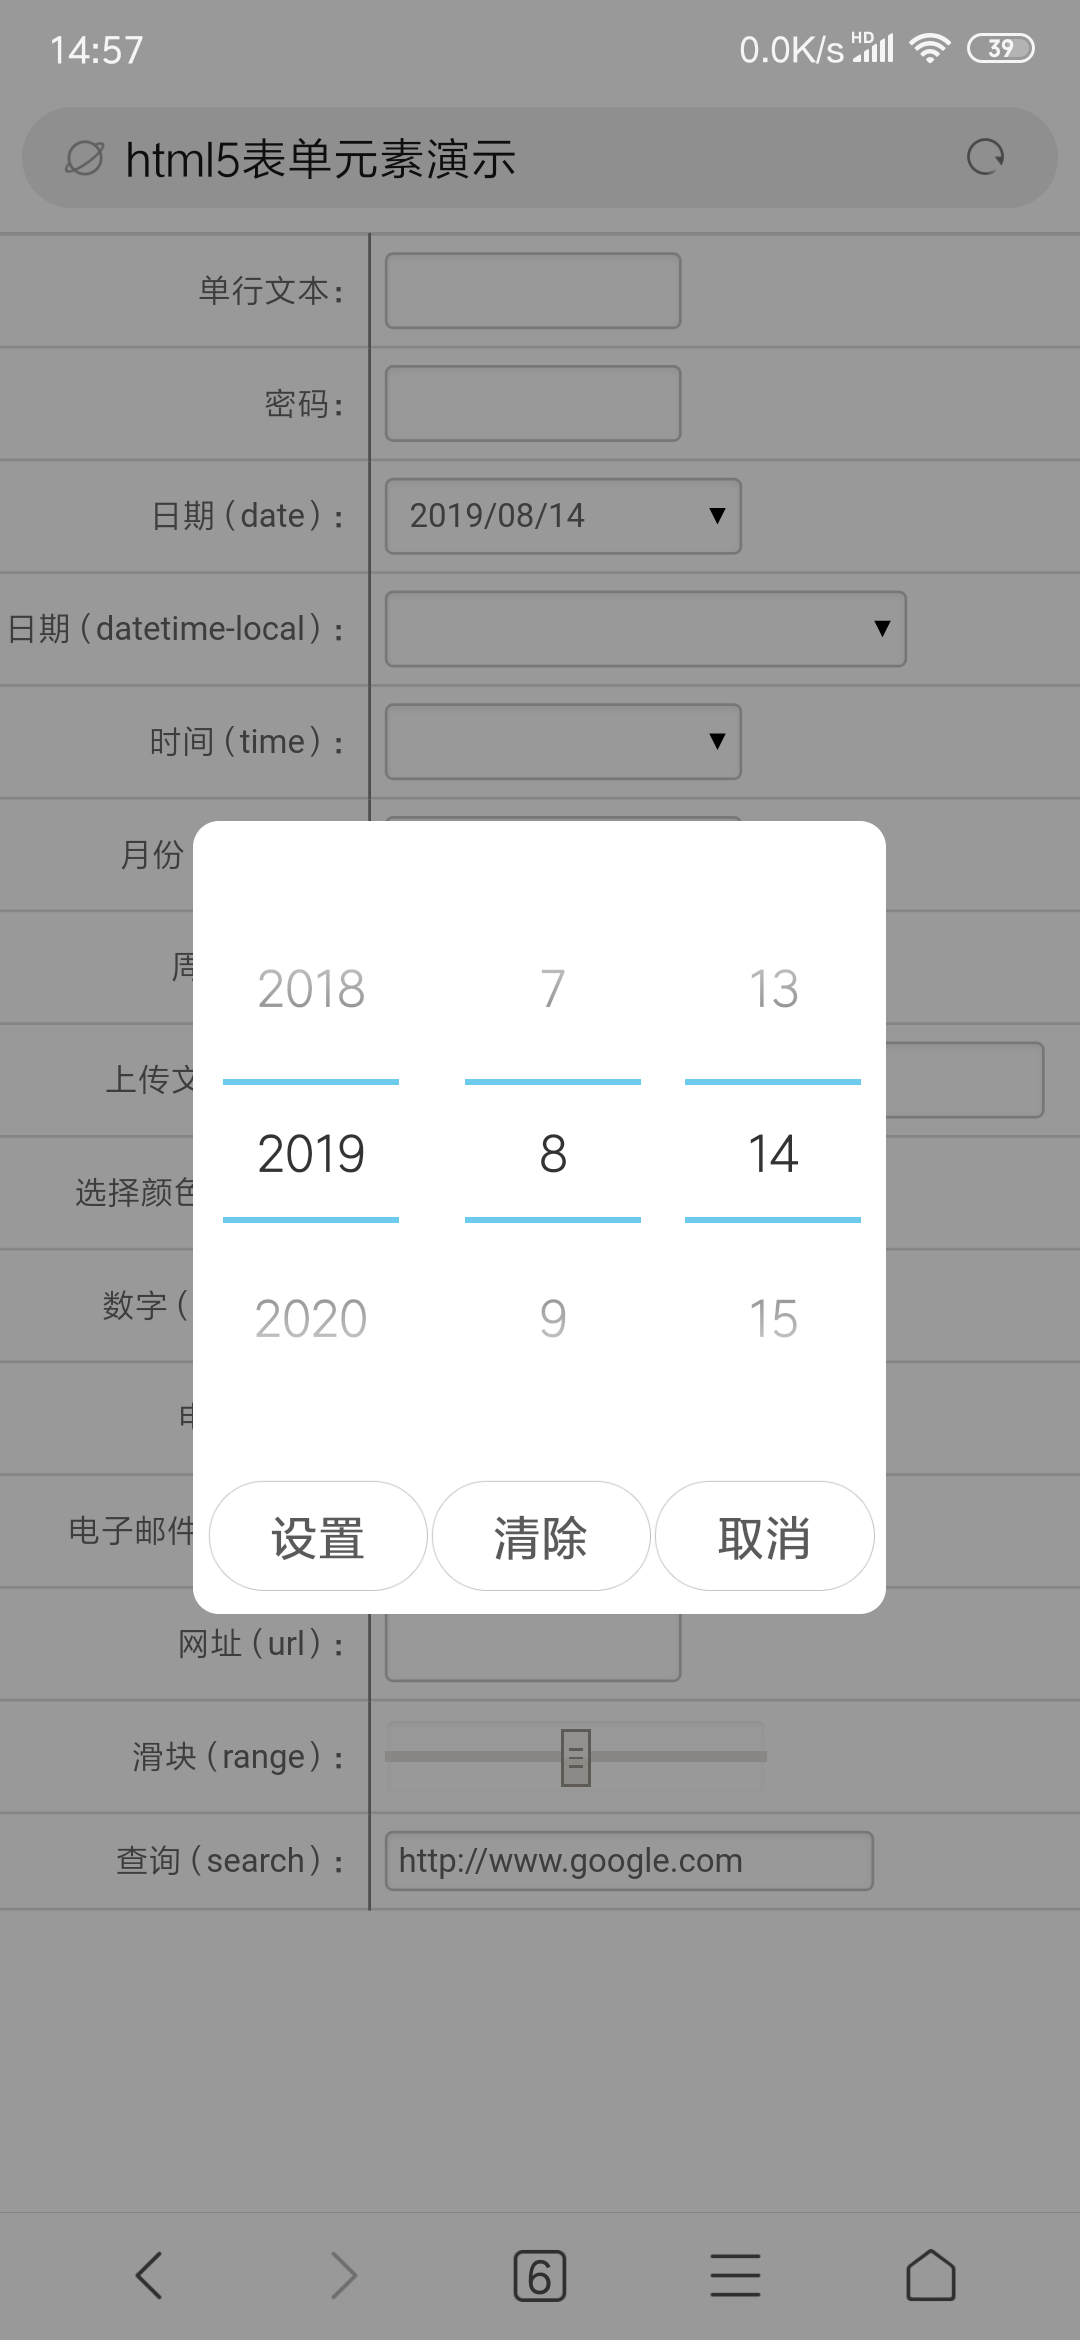 14:57 0.0K/s HD 39
html5表单元素演示
单行文本:
密码:
日期(date): 2019/08/14 ▼
日期(datetime-local): ▼
时间(time): ▼
月份
周
上传文
选择颜色
数字(
电
电子邮件
2018 7 13
2019 8 14
2020 9 15
设置 清除 取消
网址(url):
滑块(range):
查询(search): http://www.google.com
6